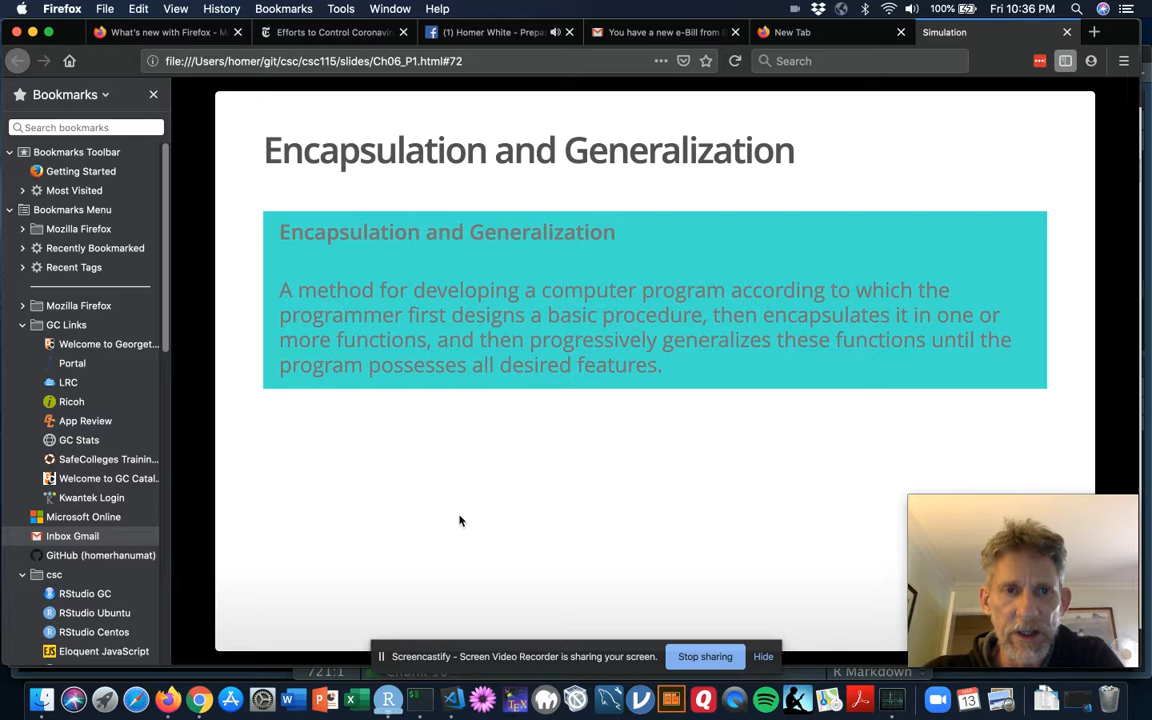 Firefox File Edit View History Bookmarks Tools Window Help 100% Fri 10:36 PM
What's new with Firefox - M
Efforts to Control Coronavir
(1) Homer White - Prepa
You have a new e-Bill from B
New Tab
Simulation
file:///Users/homer/git/csc/csc115/slides/Ch06_P1.html#72
Search
Bookmarks
Search bookmarks
Bookmarks Toolbar
Getting Started
Most Visited
Bookmarks Menu
Mozilla Firefox
Recently Bookmarked
Recent Tags
Mozilla Firefox
GC Links
Welcome to Georget...
Portal
LRC
Ricoh
App Review
GC Stats
SafeColleges Trainin...
Welcome to GC Catal...
Kwantek Login
Microsoft Online
Inbox Gmail
GitHub (homerhanumat)
csc
RStudio GC
RStudio Ubuntu
RStudio Centos
Eloquent JavaScript
Encapsulation and Generalization
Encapsulation and Generalization
A method for developing a computer program according to which the
programmer first designs a basic procedure, then encapsulates it in one or
more functions, and then progressively generalizes these functions until the
program possesses all desired features.
Screencastify - Screen Video Recorder is sharing your screen.
Stop sharing
Hide
721:1
R Markdown